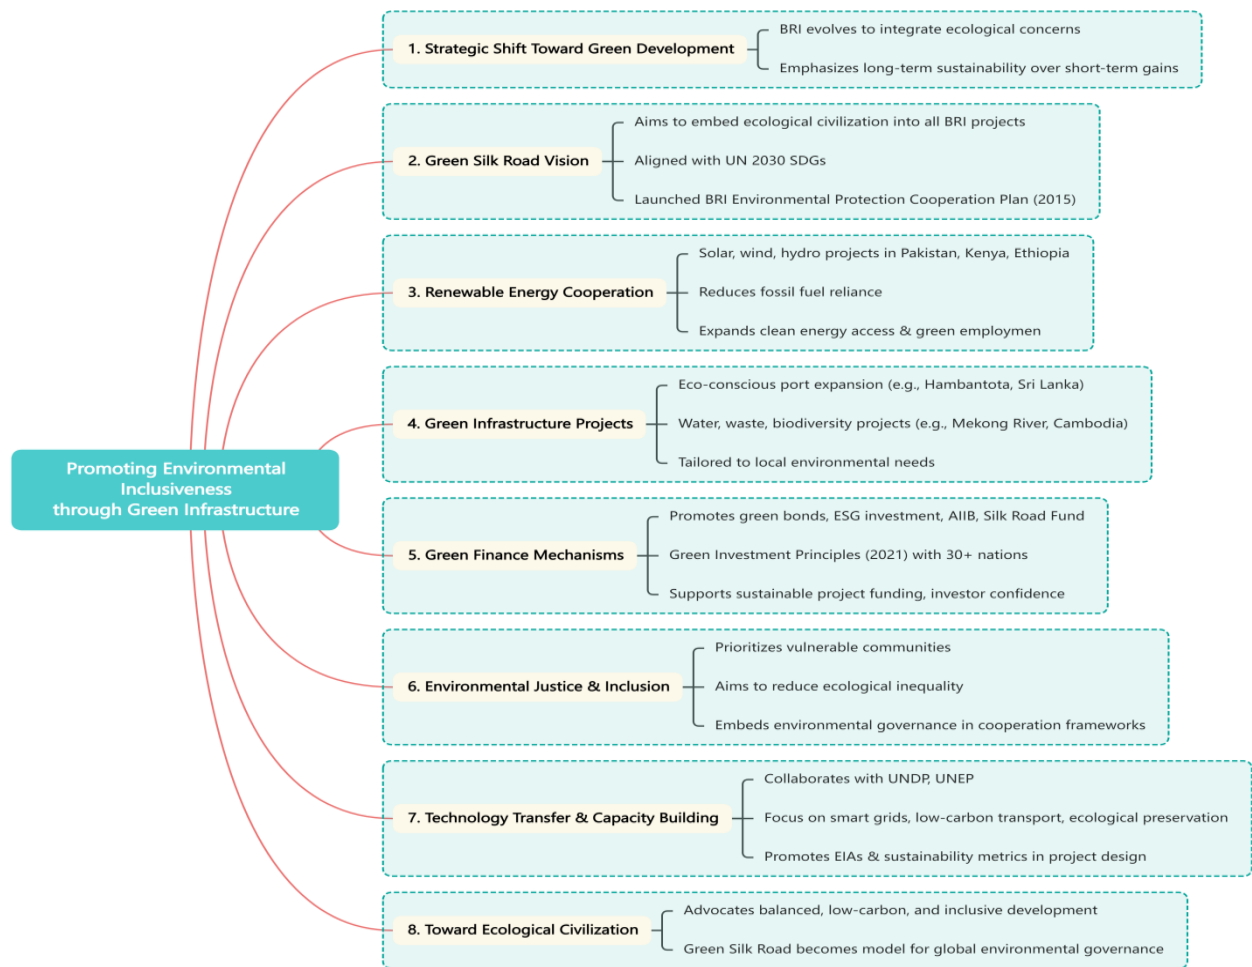 Promoting Environmental
Inclusiveness
through Green Infrastructure
1. Strategic Shift Toward Green Development
BRI evolves to integrate ecological concerns
Emphasizes long-term sustainability over short-term gains
2. Green Silk Road Vision
Aims to embed ecological civilization into all BRI projects
Aligned with UN 2030 SDGs
Launched BRI Environmental Protection Cooperation Plan (2015)
3. Renewable Energy Cooperation
Solar, wind, hydro projects in Pakistan, Kenya, Ethiopia
Reduces fossil fuel reliance
Expands clean energy access & green employmen
4. Green Infrastructure Projects
Eco-conscious port expansion (e.g., Hambantota, Sri Lanka)
Water, waste, biodiversity projects (e.g., Mekong River, Cambodia)
Tailored to local environmental needs
5. Green Finance Mechanisms
Promotes green bonds, ESG investment, AIIB, Silk Road Fund
Green Investment Principles (2021) with 30+ nations
Supports sustainable project funding, investor confidence
6. Environmental Justice & Inclusion
Prioritizes vulnerable communities
Aims to reduce ecological inequality
Embeds environmental governance in cooperation frameworks
7. Technology Transfer & Capacity Building
Collaborates with UNDP, UNEP
Focus on smart grids, low-carbon transport, ecological preservation
Promotes EIAs & sustainability metrics in project design
8. Toward Ecological Civilization
Advocates balanced, low-carbon, and inclusive development
Green Silk Road becomes model for global environmental governance